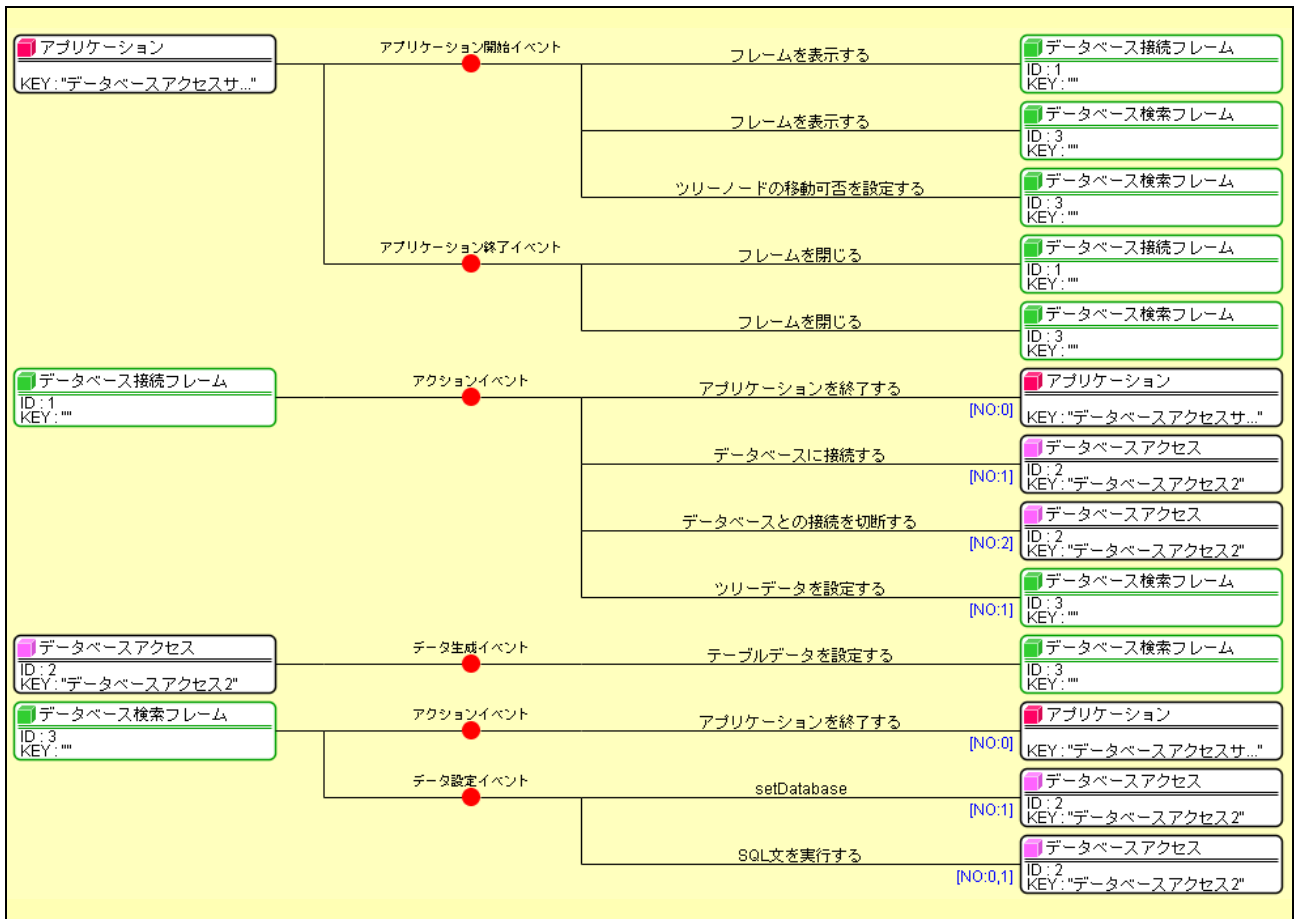 アプリケーション
KEY : "データベースアクセスサ..."
アプリケーション開始イベント
フレームを表示する
データベース接続フレーム
ID : 1
KEY : ""
フレームを表示する
データベース検索フレーム
ID : 3
KEY : ""
ツリーノードの移動可否を設定する
データベース検索フレーム
ID : 3
KEY : ""
アプリケーション終了イベント
フレームを閉じる
データベース接続フレーム
ID : 1
KEY : ""
フレームを閉じる
データベース検索フレーム
ID : 3
KEY : ""
データベース接続フレーム
ID : 1
KEY : ""
アクションイベント
アプリケーションを終了する
[NO:0]
アプリケーション
KEY : "データベースアクセスサ..."
データベースに接続する
[NO:1]
データベースアクセス
ID : 2
KEY : "データベースアクセス2"
データベースとの接続を切断する
[NO:2]
データベースアクセス
ID : 2
KEY : "データベースアクセス2"
ツリーデータを設定する
[NO:1]
データベース検索フレーム
ID : 3
KEY : ""
データベースアクセス
ID : 2
KEY : "データベースアクセス2"
データ生成イベント
テーブルデータを設定する
データベース検索フレーム
ID : 3
KEY : ""
データベース検索フレーム
ID : 3
KEY : ""
アクションイベント
アプリケーションを終了する
[NO:0]
アプリケーション
KEY : "データベースアクセスサ..."
データ設定イベント
setDatabase
[NO:1]
データベースアクセス
ID : 2
KEY : "データベースアクセス2"
SQL文を実行する
[NO:0,1]
データベースアクセス
ID : 2
KEY : "データベースアクセス2"